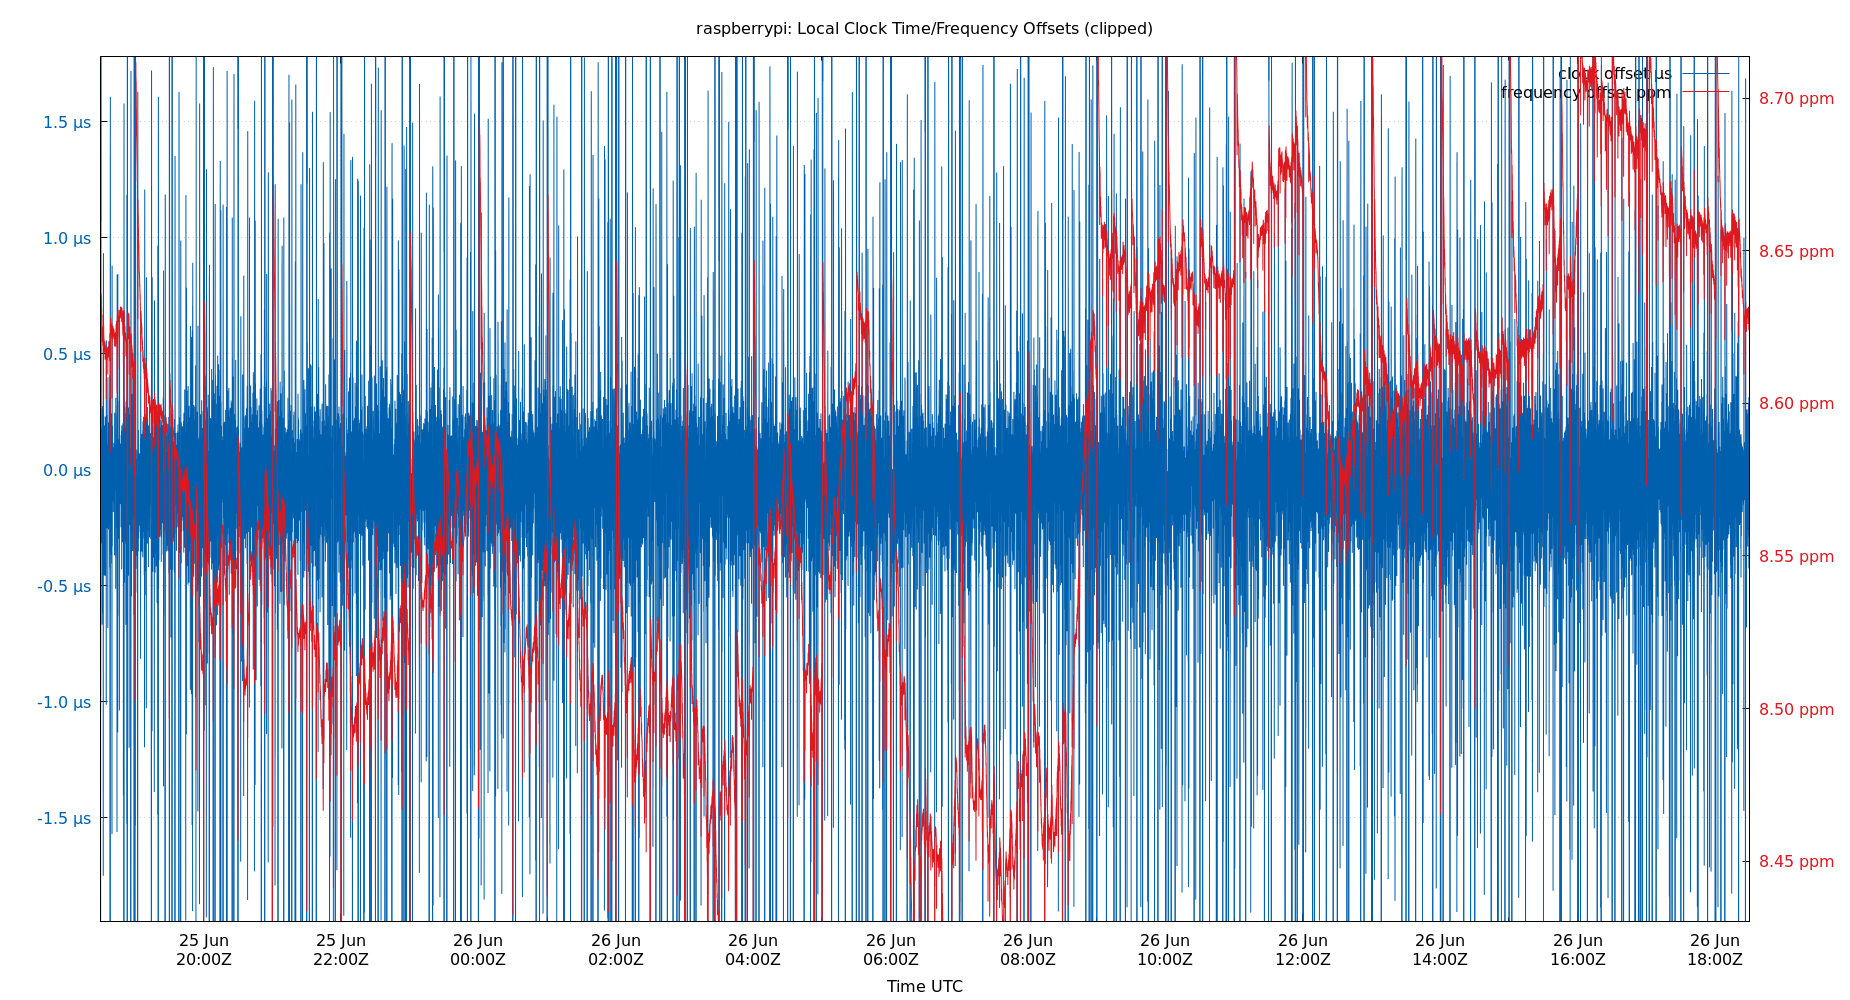 raspberrypi: Local Clock Time/Frequency Offsets (clipped)
clock offset µs
frequency offset ppm
1.5 µs
1.0 µs
0.5 µs
0.0 µs
-0.5 µs
-1.0 µs
-1.5 µs
8.70 ppm
8.65 ppm
8.60 ppm
8.55 ppm
8.50 ppm
8.45 ppm
25 Jun
20:00Z
25 Jun
22:00Z
26 Jun
00:00Z
26 Jun
02:00Z
26 Jun
04:00Z
26 Jun
06:00Z
26 Jun
08:00Z
26 Jun
10:00Z
26 Jun
12:00Z
26 Jun
14:00Z
26 Jun
16:00Z
26 Jun
18:00Z
Time UTC